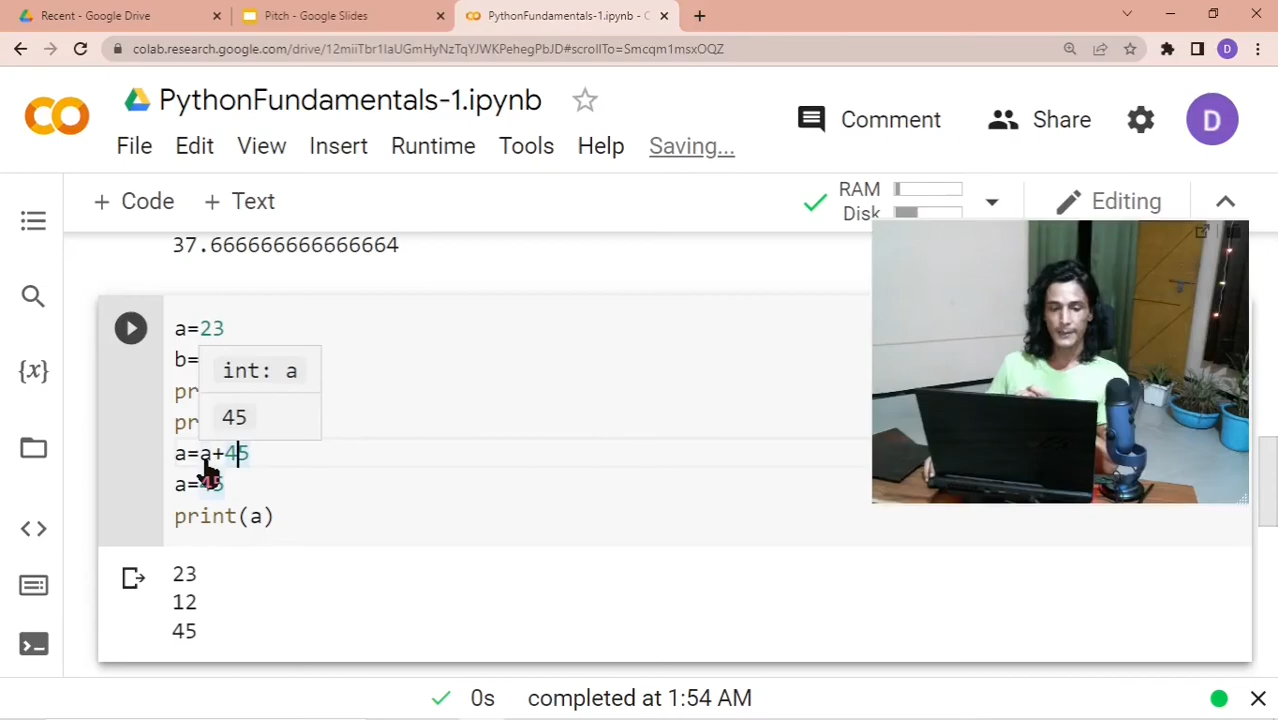 Recent - Google Drive
Pitch - Google Slides
PythonFundamentals-1.ipynb - C
colab.research.google.com/drive/12miiTbr1IaUGmHyNzTqYJWKPehegPbJD#scrollTo=Smcqm1msxOQZ
D
PythonFundamentals-1.ipynb
Comment
Share
D
File Edit View Insert Runtime Tools Help Saving...
+ Code + Text
RAM
Disk
Editing
37.666666666666664
{x}
a=23
b=
int: a
pr
45
pr
a=a+45
a=45
print(a)
23
12
45
0s completed at 1:54 AM